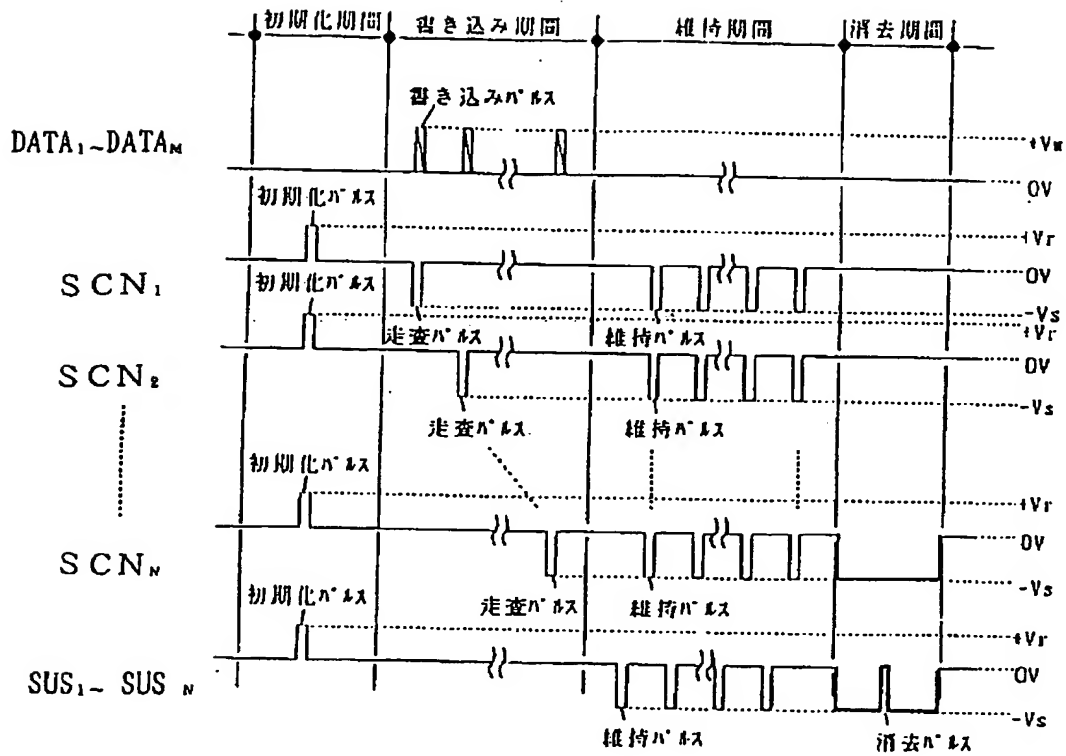 初期化期間 書き込み期間 維持期間 消去期間
書き込みパルス
DATA₁~DATAₘ
+Vw
0V
初期化パルス
+Vr
SCN₁
0V
初期化パルス
-Vs
+Vr
走査パルス 維持パルス
SCN₂
0V
-Vs
走査パルス 維持パルス
初期化パルス
+Vr
SCN_N
0V
-Vs
初期化パルス
走査パルス 維持パルス
+Vr
SUS₁~ SUS_N
0V
-Vs
維持パルス 消去パルス